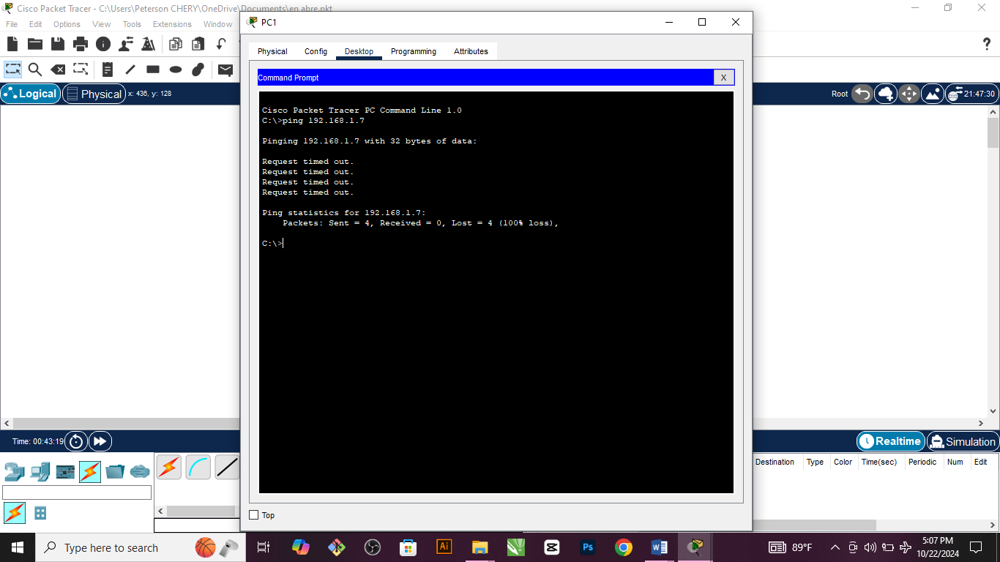 Cisco Packet Tracer - C:\Users\Peterson CHERY\OneDrive\Documents\en abre.pkt
File Edit Options View Tools Extensions Window
PC1
Physical Config Desktop Programming Attributes
Command Prompt X
Logical Physical x: 436, y: 128
Root 21:47:30
Cisco Packet Tracer PC Command Line 1.0
C:\>ping 192.168.1.7
Pinging 192.168.1.7 with 32 bytes of data:
Request timed out.
Request timed out.
Request timed out.
Request timed out.
Ping statistics for 192.168.1.7:
Packets: Sent = 4, Received = 0, Lost = 4 (100% loss),
C:\>
Top
Time: 00:43:19
Realtime Simulation
Destination Type Color Time(sec) Periodic Num Edit
Type here to search
Ai
Ps
89°F
5:07 PM
10/22/2024